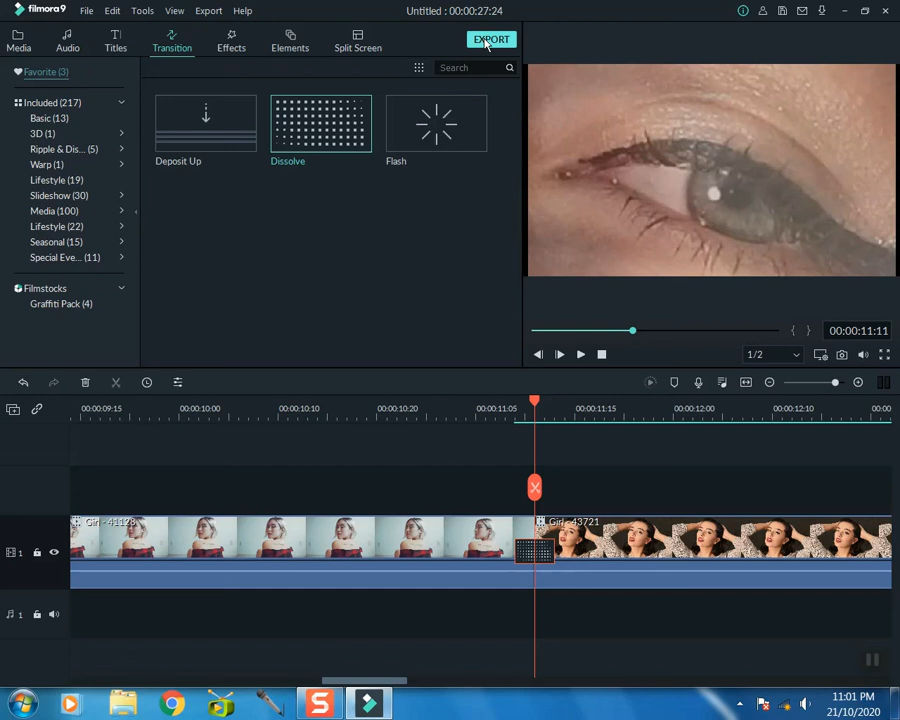 filmora9 File Edit Tools View Export Help Untitled : 00:00:27:24
Media Audio Titles Transition Effects Elements Split Screen EXPORT
Favorite (3)
Search
Included (217)
Basic (13)
3D (1)
Ripple & Dis... (5)
Warp (1)
Lifestyle (19)
Slideshow (30)
Media (100)
Lifestyle (22)
Seasonal (15)
Special Eve... (11)
Filmstocks
Graffiti Pack (4)
Deposit Up Dissolve Flash
00:00:11:11
1/2
00:00:09:15 00:00:10:00 00:00:10:10 00:00:10:20 00:00:11:05 00:00:11:15 00:00:12:00 00:00:12:10 00:00
Girl - 41128 Girl - 43721
1
1
S
11:01 PM
21/10/2020